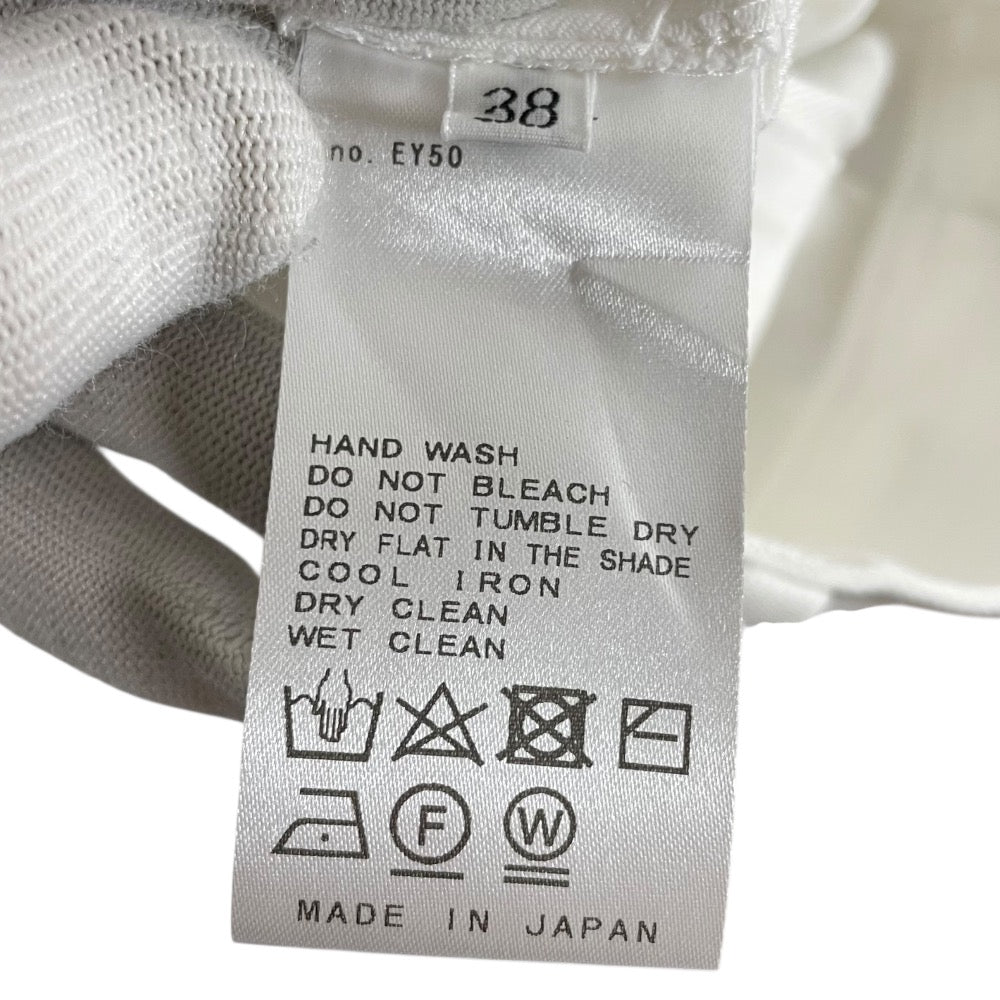 38
no. EY50
HAND WASH
DO NOT BLEACH
DO NOT TUMBLE DRY
DRY FLAT IN THE SHADE
COOL IRON
DRY CLEAN
WET CLEAN
F W
MADE IN JAPAN